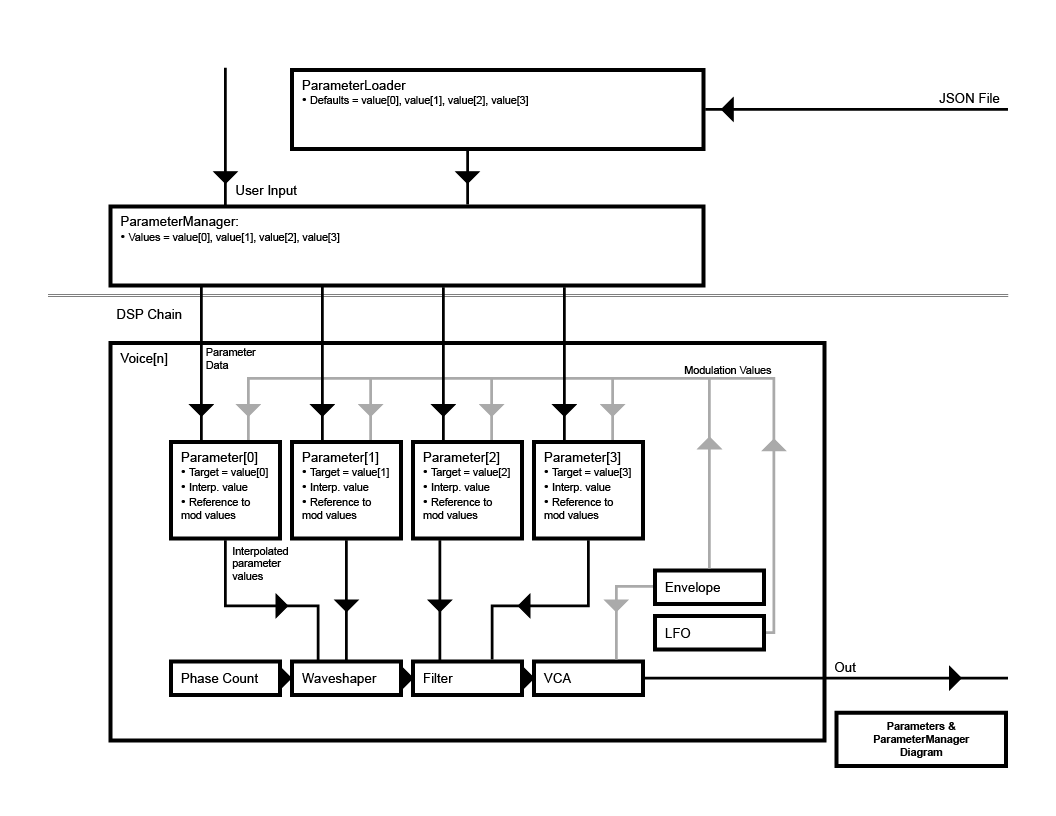 ParameterLoader
• Defaults = value[0], value[1], value[2], value[3]
JSON File
User Input
ParameterManager:
• Values = value[0], value[1], value[2], value[3]
DSP Chain
Voice[n]
Parameter
Data
Modulation Values
Parameter[0]
• Target = value[0]
• Interp. value
• Reference to
mod values
Parameter[1]
• Target = value[1]
• Interp. value
• Reference to
mod values
Parameter[2]
• Target = value[2]
• Interp. value
• Reference to
mod values
Parameter[3]
• Target = value[3]
• Interp. value
• Reference to
mod values
Interpolated
parameter
values
Envelope
LFO
Phase Count
Waveshaper
Filter
VCA
Out
Parameters &
ParameterManager
Diagram